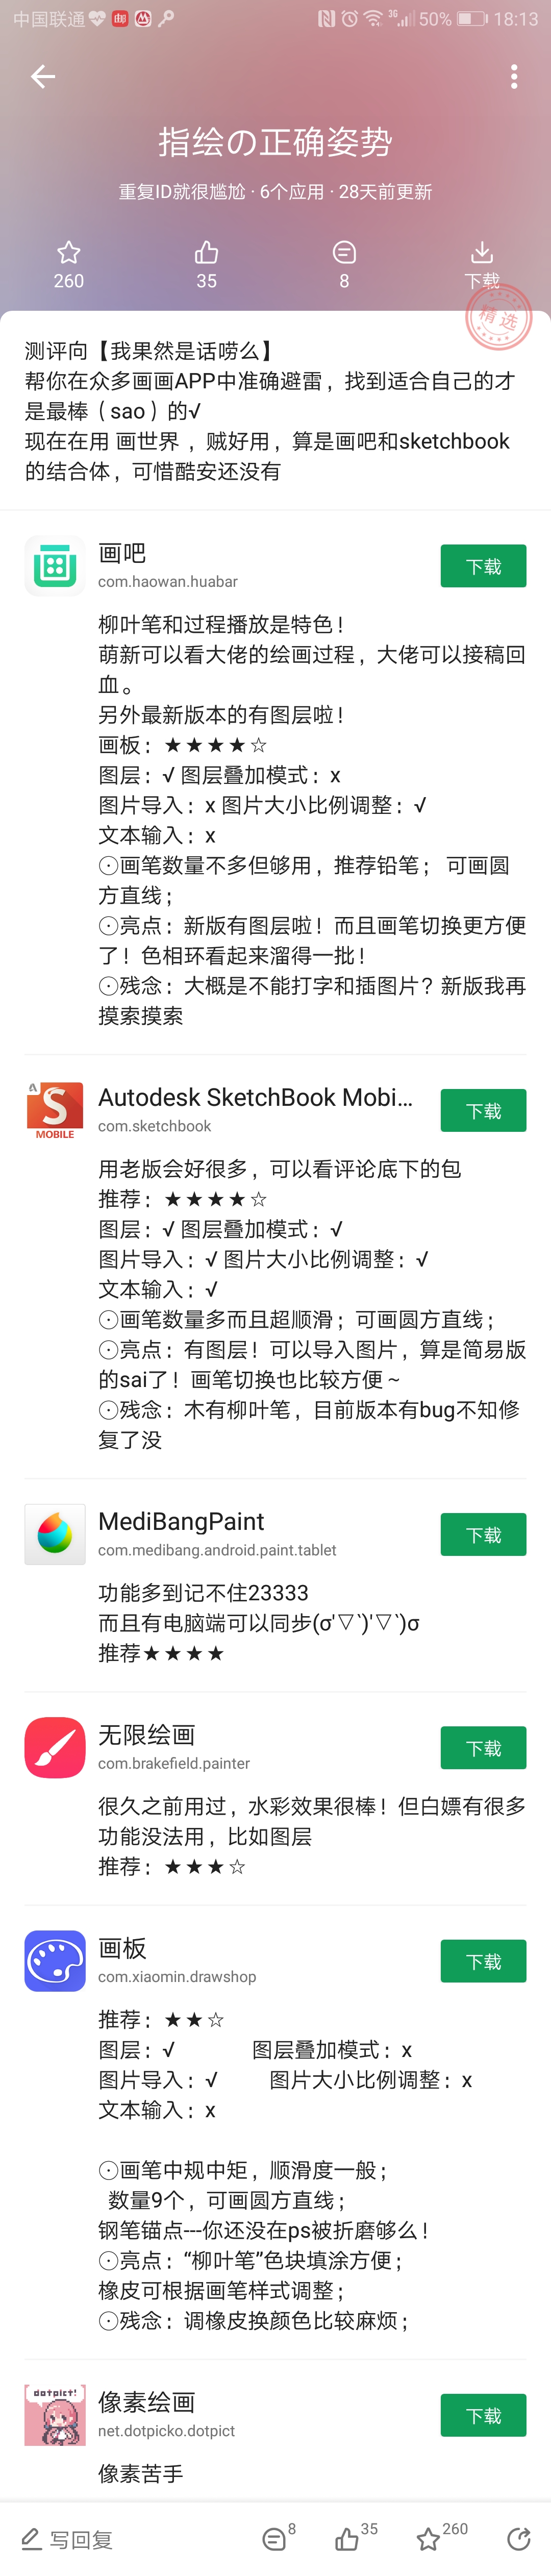 中国联通 3G 50% 18:13
指绘の正确姿势
重复ID就很尴尬 · 6个应用 · 28天前更新
260 35 8 下载
精选
测评向【我果然是话唠么】
帮你在众多画画APP中准确避雷，找到适合自己的才
是最棒（sao）的√
现在在用 画世界 ，贼好用，算是画吧和sketchbook
的结合体，可惜酷安还没有
画吧
com.haowan.huabar
下载
柳叶笔和过程播放是特色！
萌新可以看大佬的绘画过程，大佬可以接稿回
血。
另外最新版本的有图层啦！
画板：★★★★☆
图层：√ 图层叠加模式：x
图片导入：x 图片大小比例调整：√
文本输入：x
⊙画笔数量不多但够用，推荐铅笔； 可画圆
方直线；
⊙亮点：新版有图层啦！而且画笔切换更方便
了！色相环看起来溜得一批！
⊙残念：大概是不能打字和插图片？新版我再
摸索摸索
Autodesk SketchBook Mobi...
com.sketchbook
下载
MOBILE
用老版会好很多，可以看评论底下的包
推荐：★★★★☆
图层：√ 图层叠加模式：√
图片导入：√ 图片大小比例调整：√
文本输入：√
⊙画笔数量多而且超顺滑；可画圆方直线；
⊙亮点：有图层！可以导入图片，算是简易版
的sai了！画笔切换也比较方便～
⊙残念：木有柳叶笔，目前版本有bug不知修
复了没
MediBangPaint
com.medibang.android.paint.tablet
下载
功能多到记不住23333
而且有电脑端可以同步(σ'▽')'▽')σ
推荐★★★★
无限绘画
com.brakefield.painter
下载
很久之前用过，水彩效果很棒！但白嫖有很多
功能没法用，比如图层
推荐：★★★☆
画板
com.xiaomin.drawshop
下载
推荐：★★☆
图层：√ 图层叠加模式：x
图片导入：√ 图片大小比例调整：x
文本输入：x
⊙画笔中规中矩，顺滑度一般；
数量9个，可画圆方直线；
钢笔锚点---你还没在ps被折磨够么！
⊙亮点：“柳叶笔”色块填涂方便；
橡皮可根据画笔样式调整；
⊙残念：调橡皮换颜色比较麻烦；
dotpict!
像素绘画
net.dotpicko.dotpict
下载
像素苦手
写回复 8 35 260